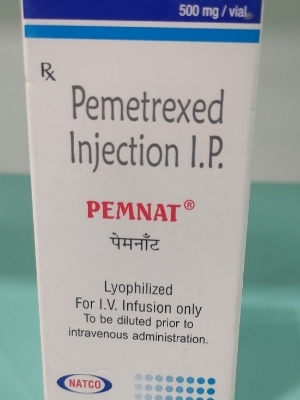 500 mg / vial
Rx
Pemetrexed
Injection I.P.
PEMNAT®
पेमनाँट
Lyophilized
For I.V. Infusion only
To be diluted prior to
intravenous administration.
NATCO